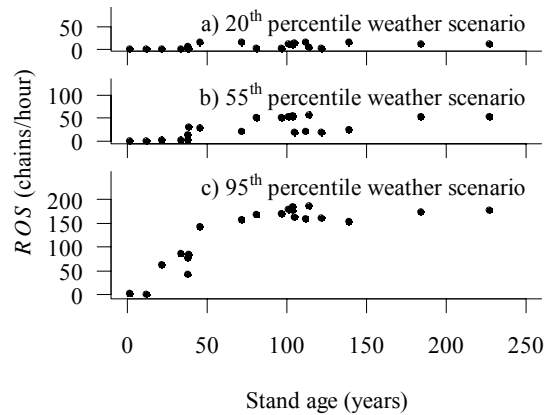 50
0
a) 20th percentile weather scenario
100
50
0
b) 55th percentile weather scenario
200
150
100
50
0
c) 95th percentile weather scenario
ROS (chains/hour)
0 50 100 150 200 250
Stand age (years)